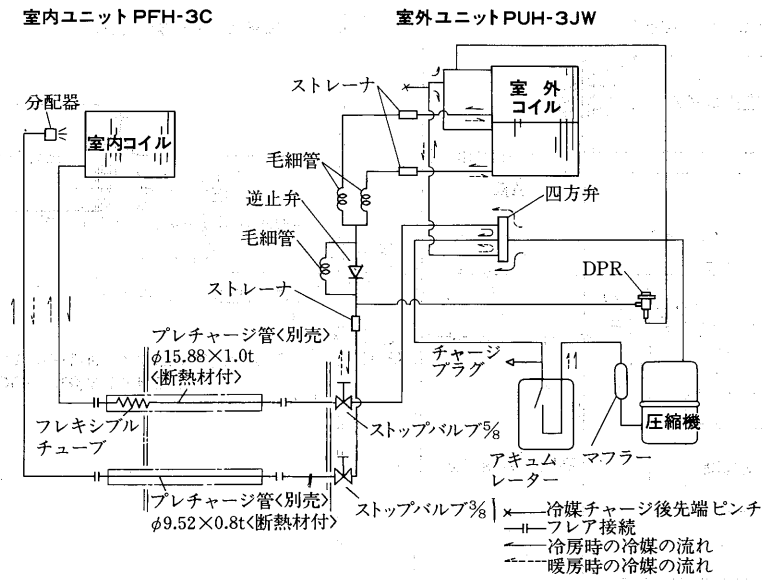 室内ユニットPFH-3C
室外ユニットPUH-3JW
分配器
室内コイル
ストレーナ
室外
コイル
毛細管
逆止弁
四方弁
毛細管
DPR
ストレーナ
プレチャージ管<別売>
φ15.88×1.0t
<断熱材付>
チャージ
プラグ
フレキシブル
チューブ
ストップバルブ5/8
アキュム
レーター
マフラー
圧縮機
プレチャージ管<別売>
φ9.52×0.8t<断熱材付>
ストップバルブ3/8
冷媒チャージ後先端ピンチ
フレア接続
冷房時の冷媒の流れ
暖房時の冷媒の流れ